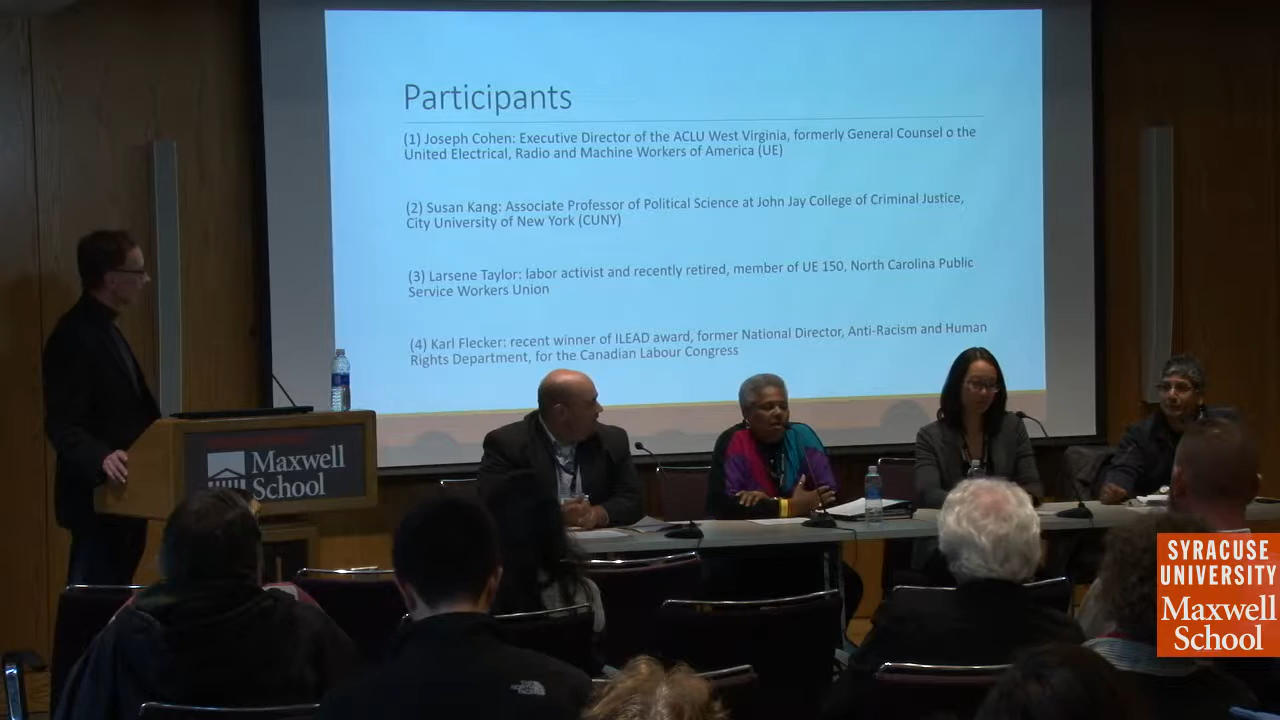 Participants
(1) Joseph Cohen: Executive Director of the ACLU West Virginia, formerly General Counsel o the
United Electrical, Radio and Machine Workers of America (UE)
(2) Susan Kang: Associate Professor of Political Science at John Jay College of Criminal Justice,
City University of New York (CUNY)
(3) Larsene Taylor: labor activist and recently retired, member of UE 150, North Carolina Public
Service Workers Union
(4) Karl Flecker: recent winner of ILEAD award, former National Director, Anti-Racism and Human
Rights Department, for the Canadian Labour Congress
Maxwell
School
THE
NORTH
FACE
SYRACUSE
UNIVERSITY
Maxwell
School